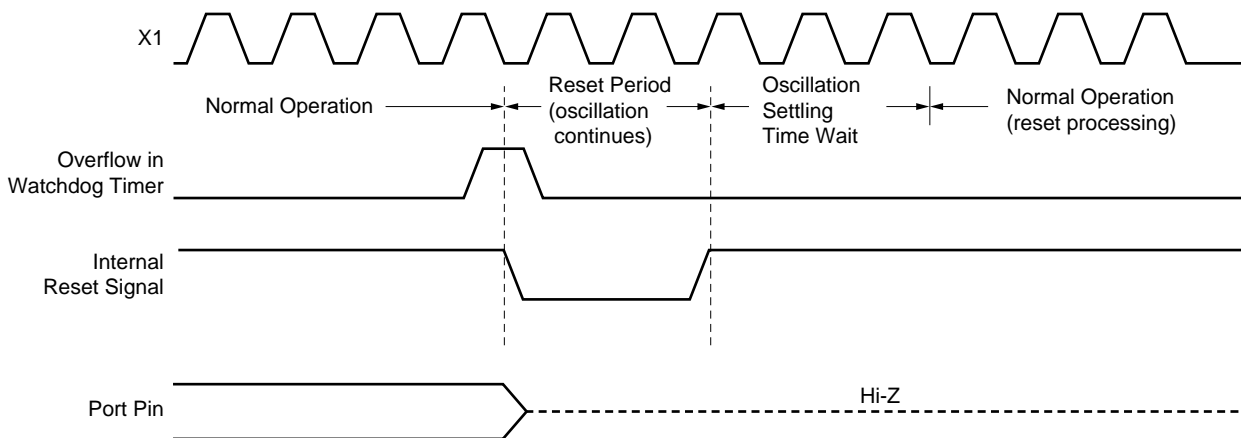 X1
Normal Operation
Reset Period
(oscillation
continues)
Oscillation
Settling
Time Wait
Normal Operation
(reset processing)
Overflow in
Watchdog Timer
Internal
Reset Signal
Port Pin
Hi-Z